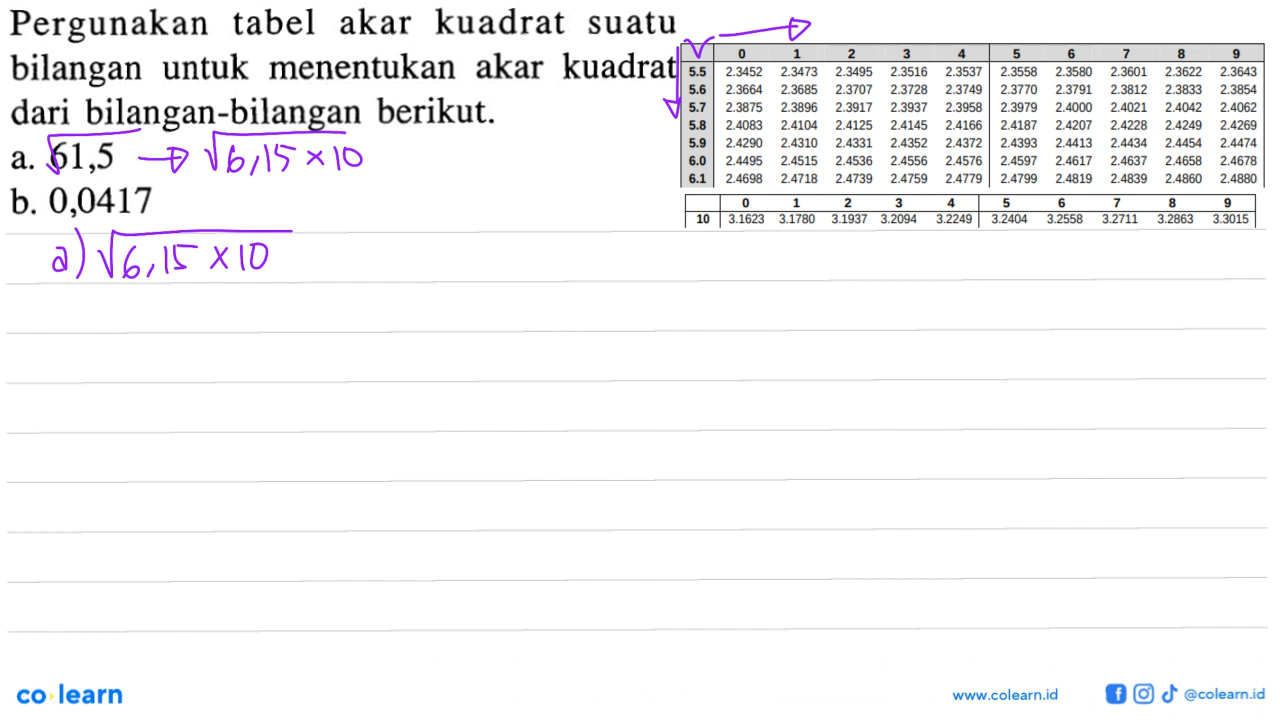 Pergunakan tabel akar kuadrat suatu
bilangan untuk menentukan akar kuadrat
dari bilangan-bilangan berikut.
a. √61,5 → √6,15 × 10
b. 0,0417
a) √6,15 × 10
√ 0 1 2 3 4 5 6 7 8 9
5.5 2.3452 2.3473 2.3495 2.3516 2.3537 2.3558 2.3580 2.3601 2.3622 2.3643
5.6 2.3664 2.3685 2.3707 2.3728 2.3749 2.3770 2.3791 2.3812 2.3833 2.3854
5.7 2.3875 2.3896 2.3917 2.3937 2.3958 2.3979 2.4000 2.4021 2.4042 2.4062
5.8 2.4083 2.4104 2.4125 2.4145 2.4166 2.4187 2.4207 2.4228 2.4249 2.4269
5.9 2.4290 2.4310 2.4331 2.4352 2.4372 2.4393 2.4413 2.4434 2.4454 2.4474
6.0 2.4495 2.4515 2.4536 2.4556 2.4576 2.4597 2.4617 2.4637 2.4658 2.4678
6.1 2.4698 2.4718 2.4739 2.4759 2.4779 2.4799 2.4819 2.4839 2.4860 2.4880
0 1 2 3 4 5 6 7 8 9
10 3.1623 3.1780 3.1937 3.2094 3.2249 3.2404 3.2558 3.2711 3.2863 3.3015
co learn
www.colearn.id
@colearn.id